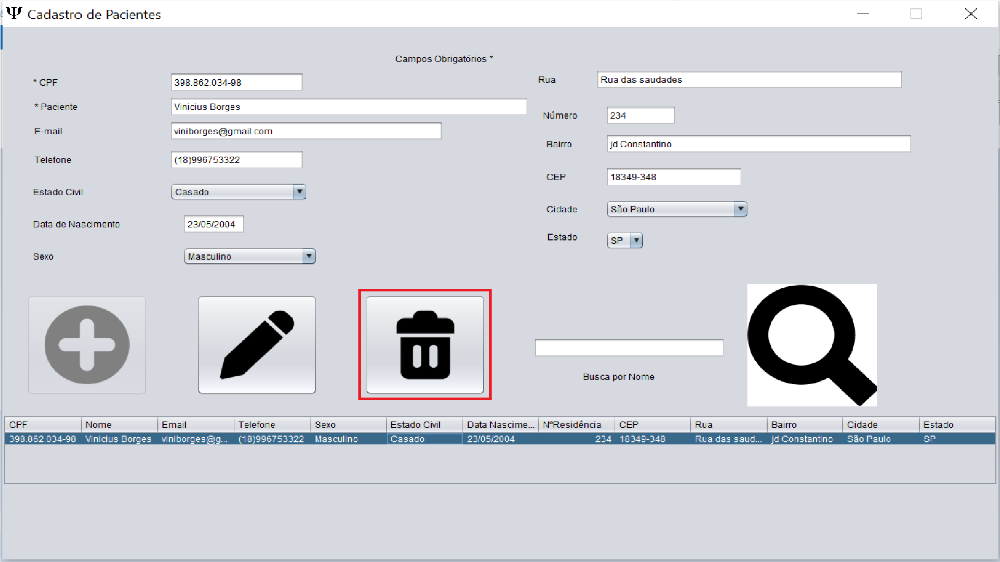 Ψ Cadastro de Pacientes
Campos Obrigatórios *
* CPF 398.862.034-98
* Paciente Vinicius Borges
E-mail viniborges@gmail.com
Telefone (18)996753322
Estado Civil Casado
Data de Nascimento 23/05/2004
Sexo Masculino
Rua Rua das saudades
Número 234
Bairro jd Constantino
CEP 18349-348
Cidade São Paulo
Estado SP
Busca por Nome
CPF Nome Email Telefone Sexo Estado Civil Data Nascime... NºResidência CEP Rua Bairro Cidade Estado
398.862.034-98 Vinicius Borges viniborges@g... (18)996753322 Masculino Casado 23/05/2004 234 18349-348 Rua das saud... jd Constantino São Paulo SP